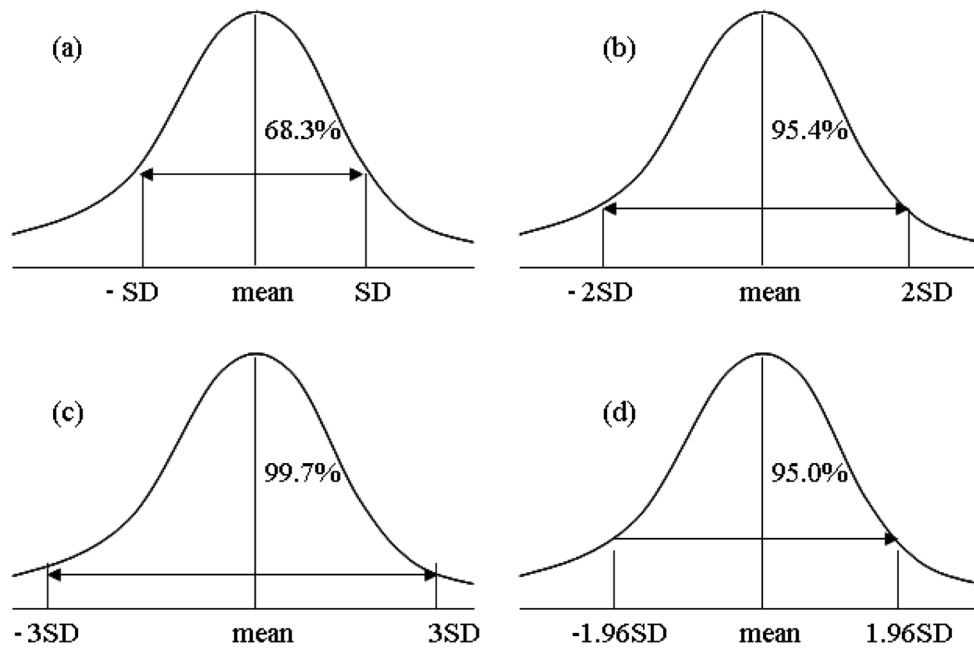 (a)
68.3%
- SD mean SD
(b)
95.4%
- 2SD mean 2SD
(c)
99.7%
- 3SD mean 3SD
(d)
95.0%
-1.96SD mean 1.96SD